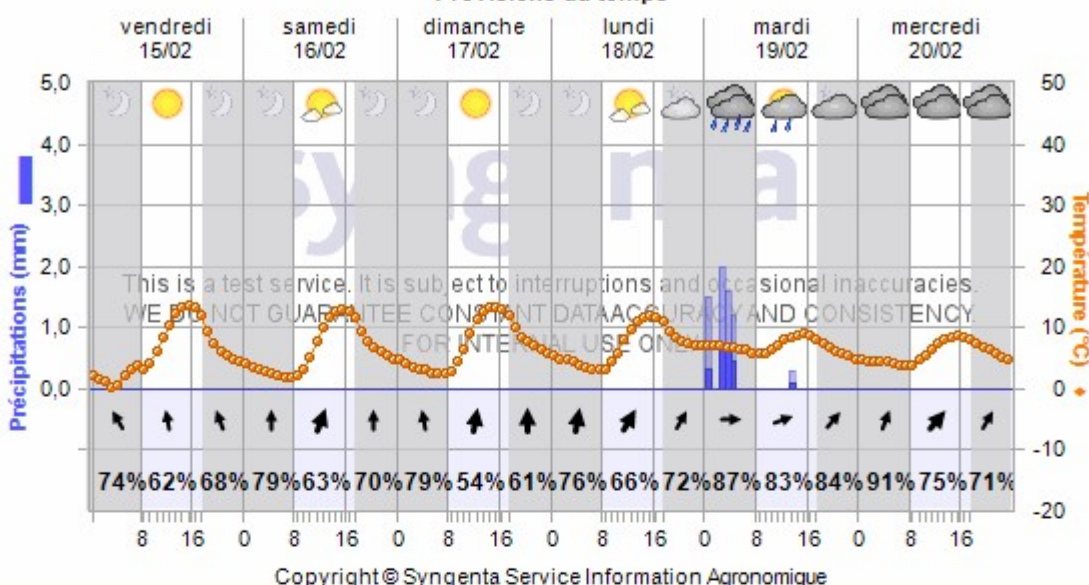 Prévisions du temps
vendredi samedi dimanche lundi mardi mercredi
15/02 16/02 17/02 18/02 19/02 20/02
5,0 50
4,0 40
3,0 30
2,0 20
1,0 10
0,0 0
-10
-20
Précipitations (mm)
Température (°C)
syngenta
This is a test service. It is subject to interruptions and occasional inaccuracies.
WE DO NOT GUARANTEE CONSTANT DATA ACCURACY AND CONSISTENCY.
FOR INTERNAL USE ONLY
74% 62% 68% 79% 63% 70% 79% 54% 61% 76% 66% 72% 87% 83% 84% 91% 75% 71%
8 16 0 8 16 0 8 16 0 8 16 0 8 16 0 8 16
Copyright © Syngenta Service Information Agronomique